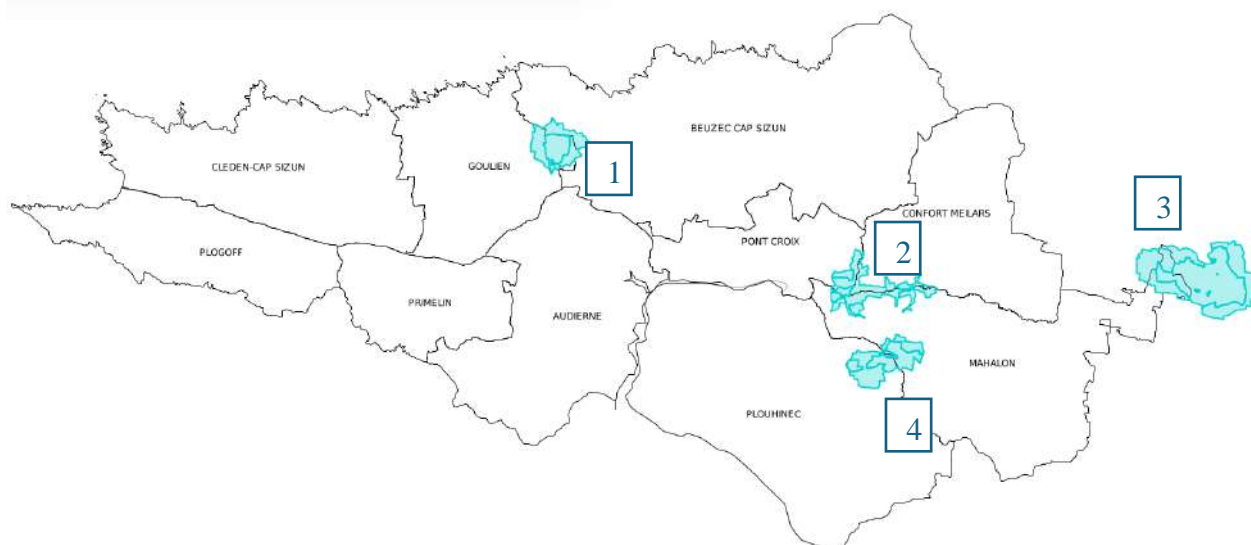 BEUZEC CAP SIZUN
CLEDEN-CAP SIZUN
GOULIEN
1
3
CONFORT MEILARS
PONT CROIX
2
PLOGOFF
PRIMELIN
AUDIERNE
MAHALON
PLOUHINEC
4